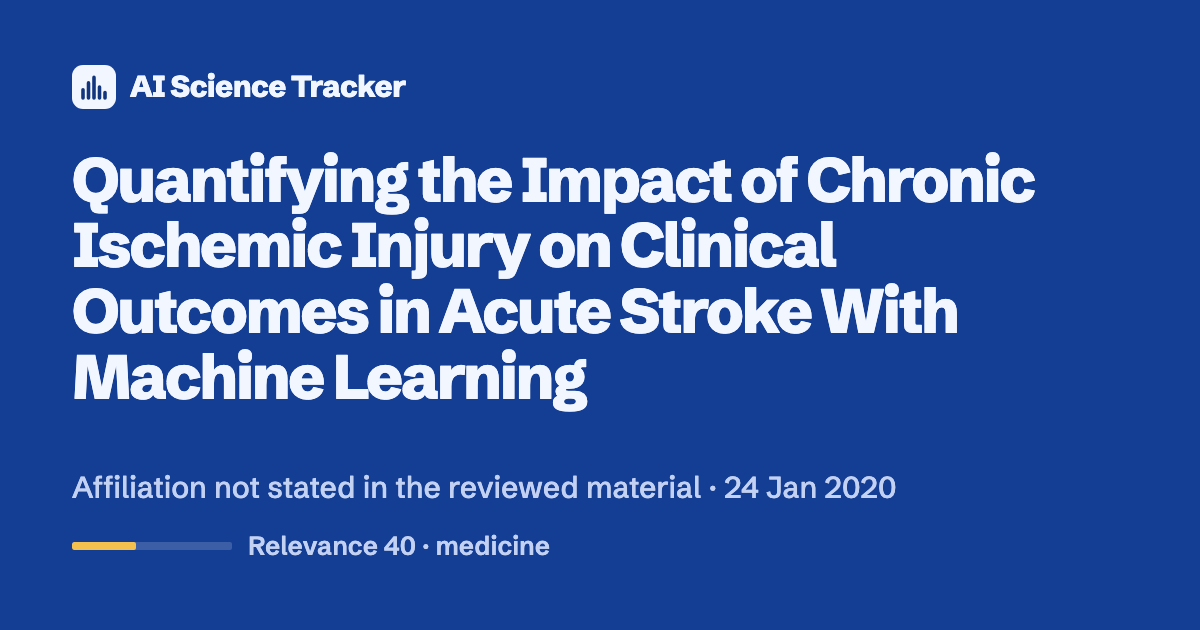 AI Science Tracker
Quantifying the Impact of Chronic
Ischemic Injury on Clinical
Outcomes in Acute Stroke With
Machine Learning
Affiliation not stated in the reviewed material · 24 Jan 2020
Relevance 40 · medicine